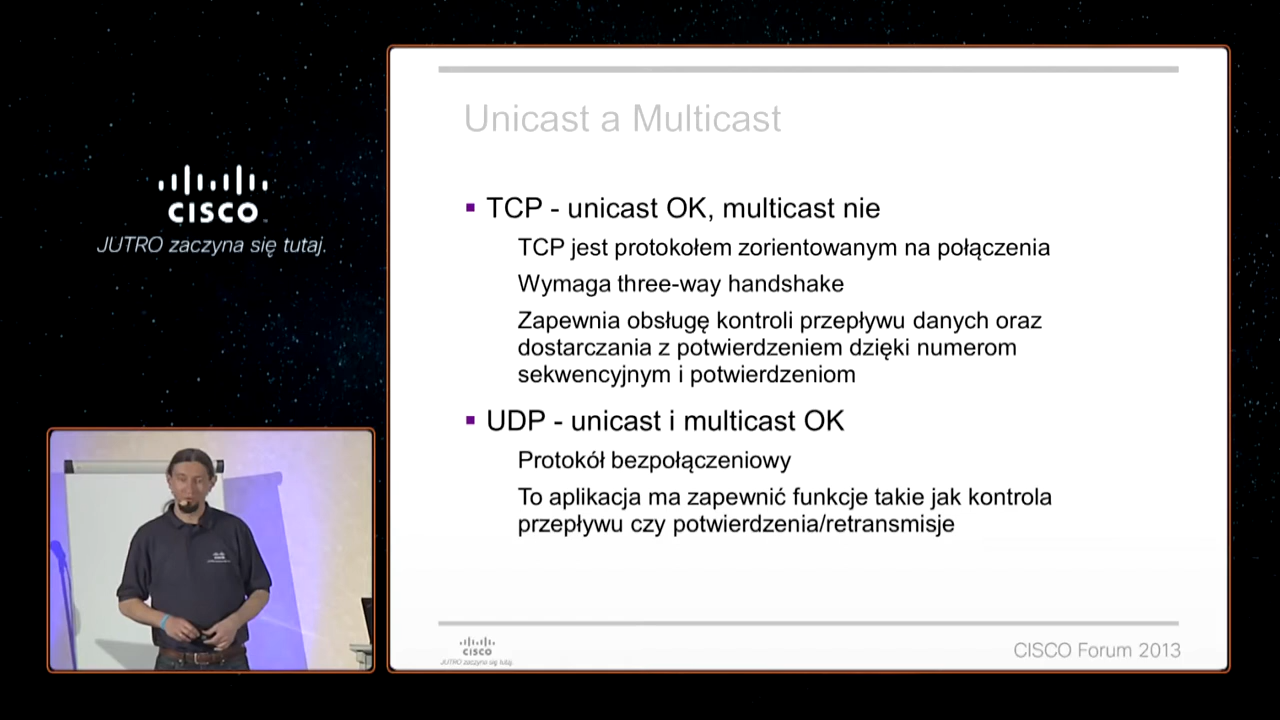 CISCO
JUTRO zaczyna się tutaj.
Unicast a Multicast
TCP - unicast OK, multicast nie
TCP jest protokołem zorientowanym na połączenia
Wymaga three-way handshake
Zapewnia obsługę kontroli przepływu danych oraz
dostarczania z potwierdzeniem dzięki numerom
sekwencyjnym i potwierdzeniom
UDP - unicast i multicast OK
Protokół bezpołączeniowy
To aplikacja ma zapewnić funkcje takie jak kontrola
przepływu czy potwierdzenia/retransmisje
CISCO
JUTRO zaczyna się tutaj.
CISCO Forum 2013